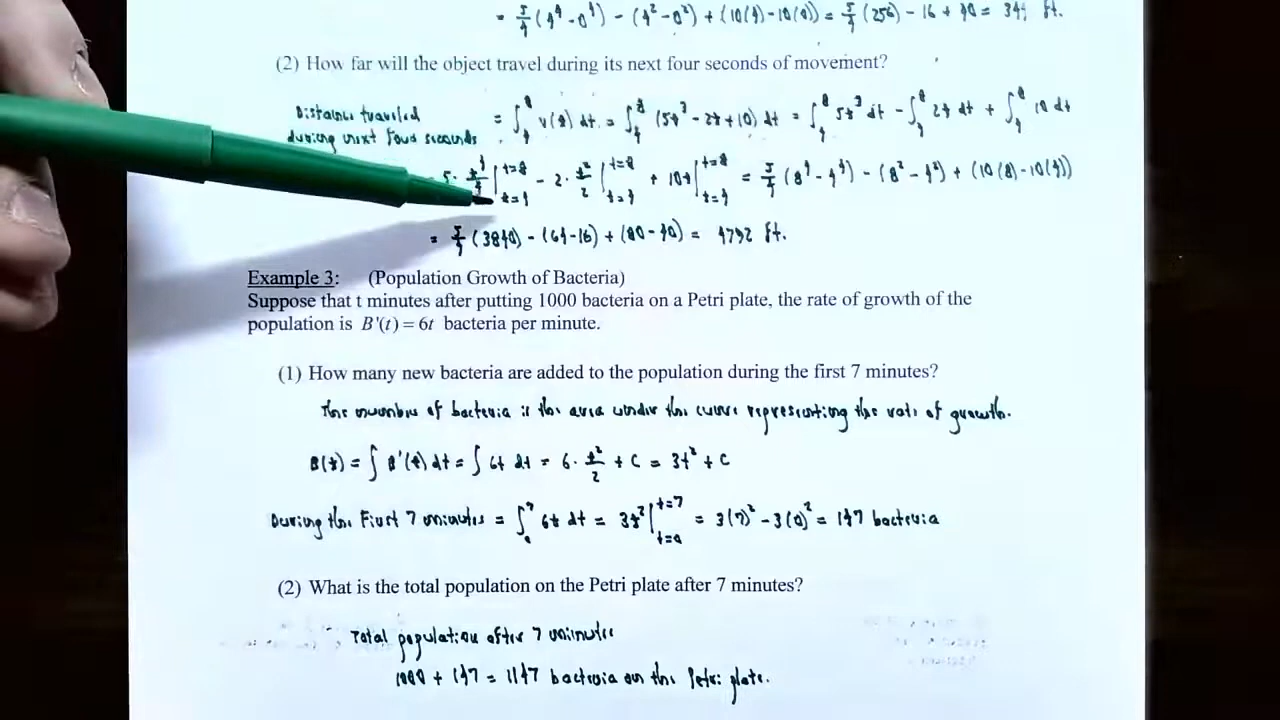 = 5/4 (4⁴ - 0⁴) - (4² - 0²) + (10(4) - 10(0)) = 5/4 (256) - 16 + 40 = 344 ft.
(2) How far will the object travel during its next four seconds of movement?
Distance traveled
during next four seconds = ∫₄⁸ v(t) dt = ∫₄⁸ (5t³ - 2t + 10) dt = ∫₄⁸ 5t³ dt - ∫₄⁸ 2t dt + ∫₄⁸ 10 dt
5 · t⁴/4 |t=8 t=4 - 2 · t²/2 |t=8 t=4 + 10t |t=8 t=4 = 5/4 (8⁴ - 4⁴) - (8² - 4²) + (10(8) - 10(4))
= 5/4 (3840) - (64 - 16) + (80 - 40) = 4792 ft.
Example 3: (Population Growth of Bacteria)
Suppose that t minutes after putting 1000 bacteria on a Petri plate, the rate of growth of the
population is B'(t) = 6t bacteria per minute.
(1) How many new bacteria are added to the population during the first 7 minutes?
The number of bacteria is the area under the curve representing the rate of growth.
B(t) = ∫ B'(t) dt = ∫ 6t dt = 6 · t²/2 + C = 3t² + C
During the First 7 minutes = ∫₀⁷ 6t dt = 3t² |t=7 t=0 = 3(7)² - 3(0)² = 147 bacteria
(2) What is the total population on the Petri plate after 7 minutes?
Total population after 7 minutes
1000 + 147 = 1147 bacteria on the Petri plate.